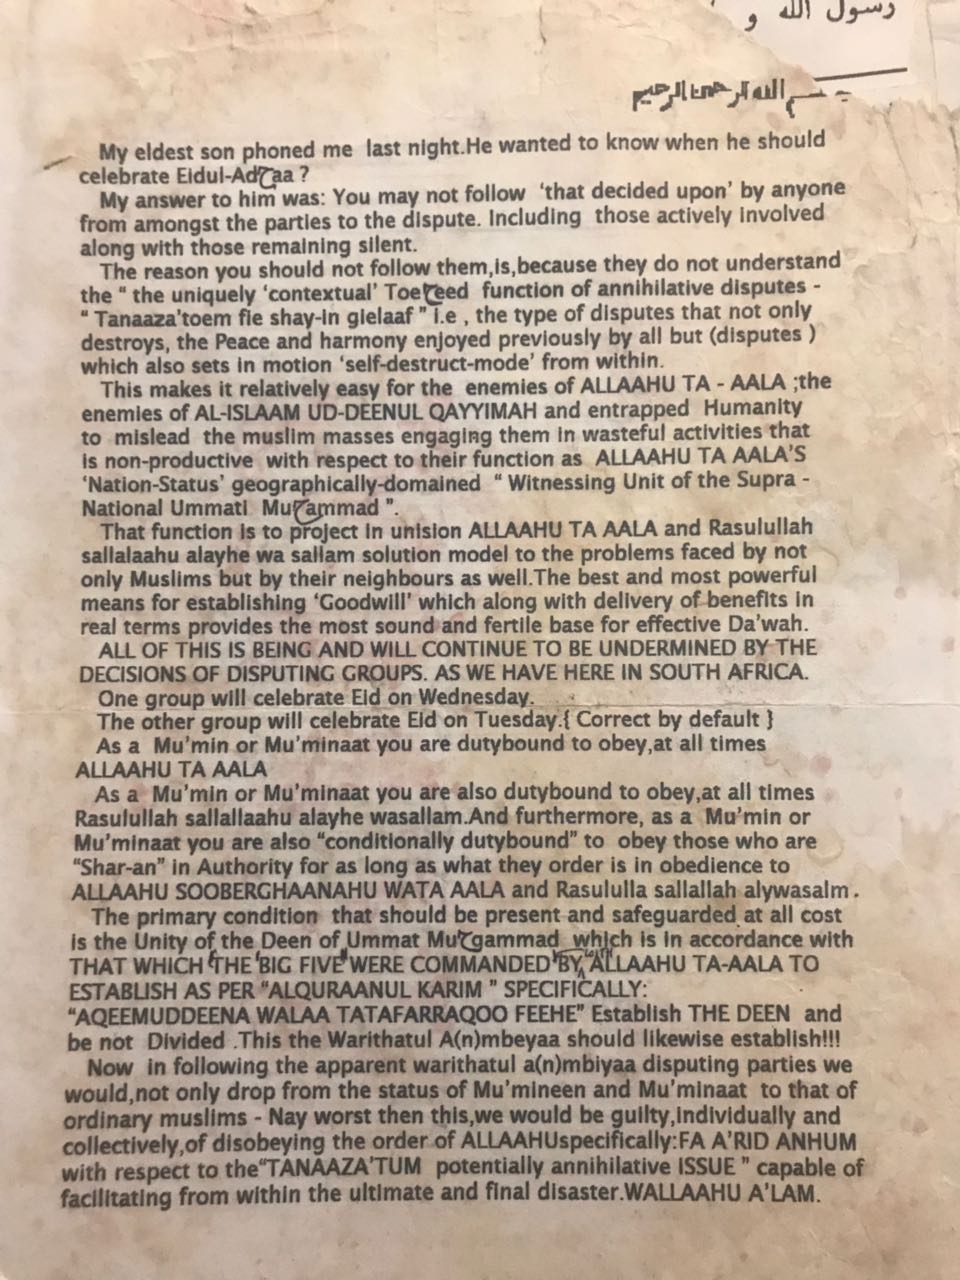 رسول الله و
بسم الله الرحمن الرحيم
My eldest son phoned me last night.He wanted to know when he should
celebrate Eidul-Adحaa ?
My answer to him was: You may not follow 'that decided upon' by anyone
from amongst the parties to the dispute. Including those actively involved
along with those remaining silent.
The reason you should not follow them,is,because they do not understand
the " the uniquely 'contextual' Toeحeed function of annihilative disputes -
" Tanaaza'toem fie shay-in gielaaf " i.e , the type of disputes that not only
destroys, the Peace and harmony enjoyed previously by all but (disputes )
which also sets in motion 'self-destruct-mode' from within.
This makes it relatively easy for the enemies of ALLAAHU TA - AALA ;the
enemies of AL-ISLAAM UD-DEENUL QAYYIMAH and entrapped Humanity
to mislead the muslim masses engaging them in wasteful activities that
is non-productive with respect to their function as ALLAAHU TA AALA'S
'Nation-Status' geographically-domained " Witnessing Unit of the Supra -
National Ummati Muحammad ".
That function is to project in unision ALLAAHU TA AALA and Rasulullah
sallalaahu alayhe wa sallam solution model to the problems faced by not
only Muslims but by their neighbours as well.The best and most powerful
means for establishing 'Goodwill' which along with delivery of benefits in
real terms provides the most sound and fertile base for effective Da'wah.
ALL OF THIS IS BEING AND WILL CONTINUE TO BE UNDERMINED BY THE
DECISIONS OF DISPUTING GROUPS. AS WE HAVE HERE IN SOUTH AFRICA.
One group will celebrate Eid on Wednesday.
The other group will celebrate Eid on Tuesday.{ Correct by default }
As a Mu'min or Mu'minaat you are dutybound to obey,at all times
ALLAAHU TA AALA
As a Mu'min or Mu'minaat you are also dutybound to obey,at all times
Rasulullah sallallaahu alayhe wasallam.And furthermore, as a Mu'min or
Mu'minaat you are also "conditionally dutybound" to obey those who are
"Shar-an" in Authority for as long as what they order is in obedience to
ALLAAHU SOOBERGHAANAHU WATA AALA and Rasululla sallallah alywasalm.
The primary condition that should be present and safeguarded at all cost
is the Unity of the Deen of Ummat Muحgammad which is in accordance with
THAT WHICH 'THE 'BIG FIVE" WERE COMMANDED "BY "ALLAAHU TA-AALA TO
ESTABLISH AS PER "ALQURAANUL KARIM " SPECIFICALLY:
"AQEEMUDDEENA WALAA TATAFARRAQOO FEEHE" Establish THE DEEN and
be not Divided .This the Warithatul A(n)mbeyaa should likewise establish!!!
Now in following the apparent warithatul a(n)mbiyaa disputing parties we
would,not only drop from the status of Mu'mineen and Mu'minaat to that of
ordinary muslims - Nay worst then this,we would be guilty,individually and
collectively,of disobeying the order of ALLAAHUspecifically:FA A'RID ANHUM
with respect to the"TANAAZA'TUM potentially annihilative ISSUE " capable of
facilitating from within the ultimate and final disaster.WALLAAHU A'LAM.